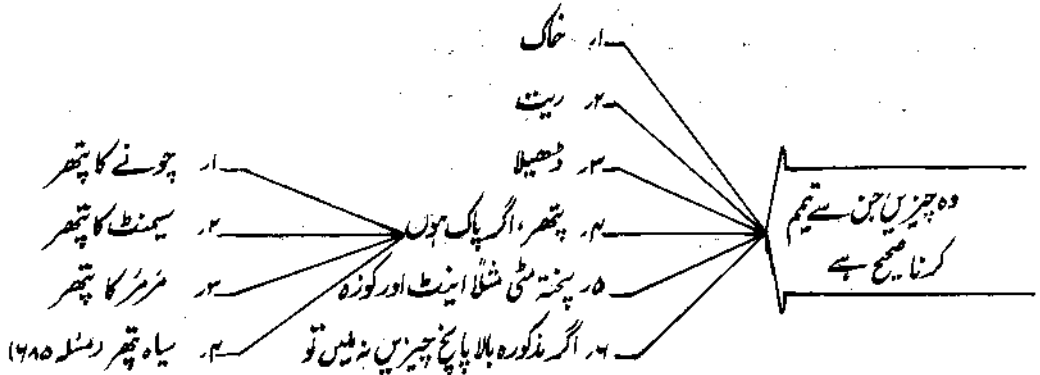 وہ چیزیں جن سے تیمم
کرنا صحیح ہے
۱۔ خاک
۲۔ ریت
۳۔ ڈھیلا
۴۔ پتھر، اگر پاک ہوں
۵۔ پختہ مٹی مثلاً اینٹ اور کوزہ
۶۔ اگر مذکورہ بالا پانچ چیزیں نہ ملیں تو
۱۔ چونے کا پتھر
۲۔ سیمنٹ کا پتھر
۳۔ مرمر کا پتھر
۴۔ سیاہ پتھر (مسئلہ ۶۸۵)